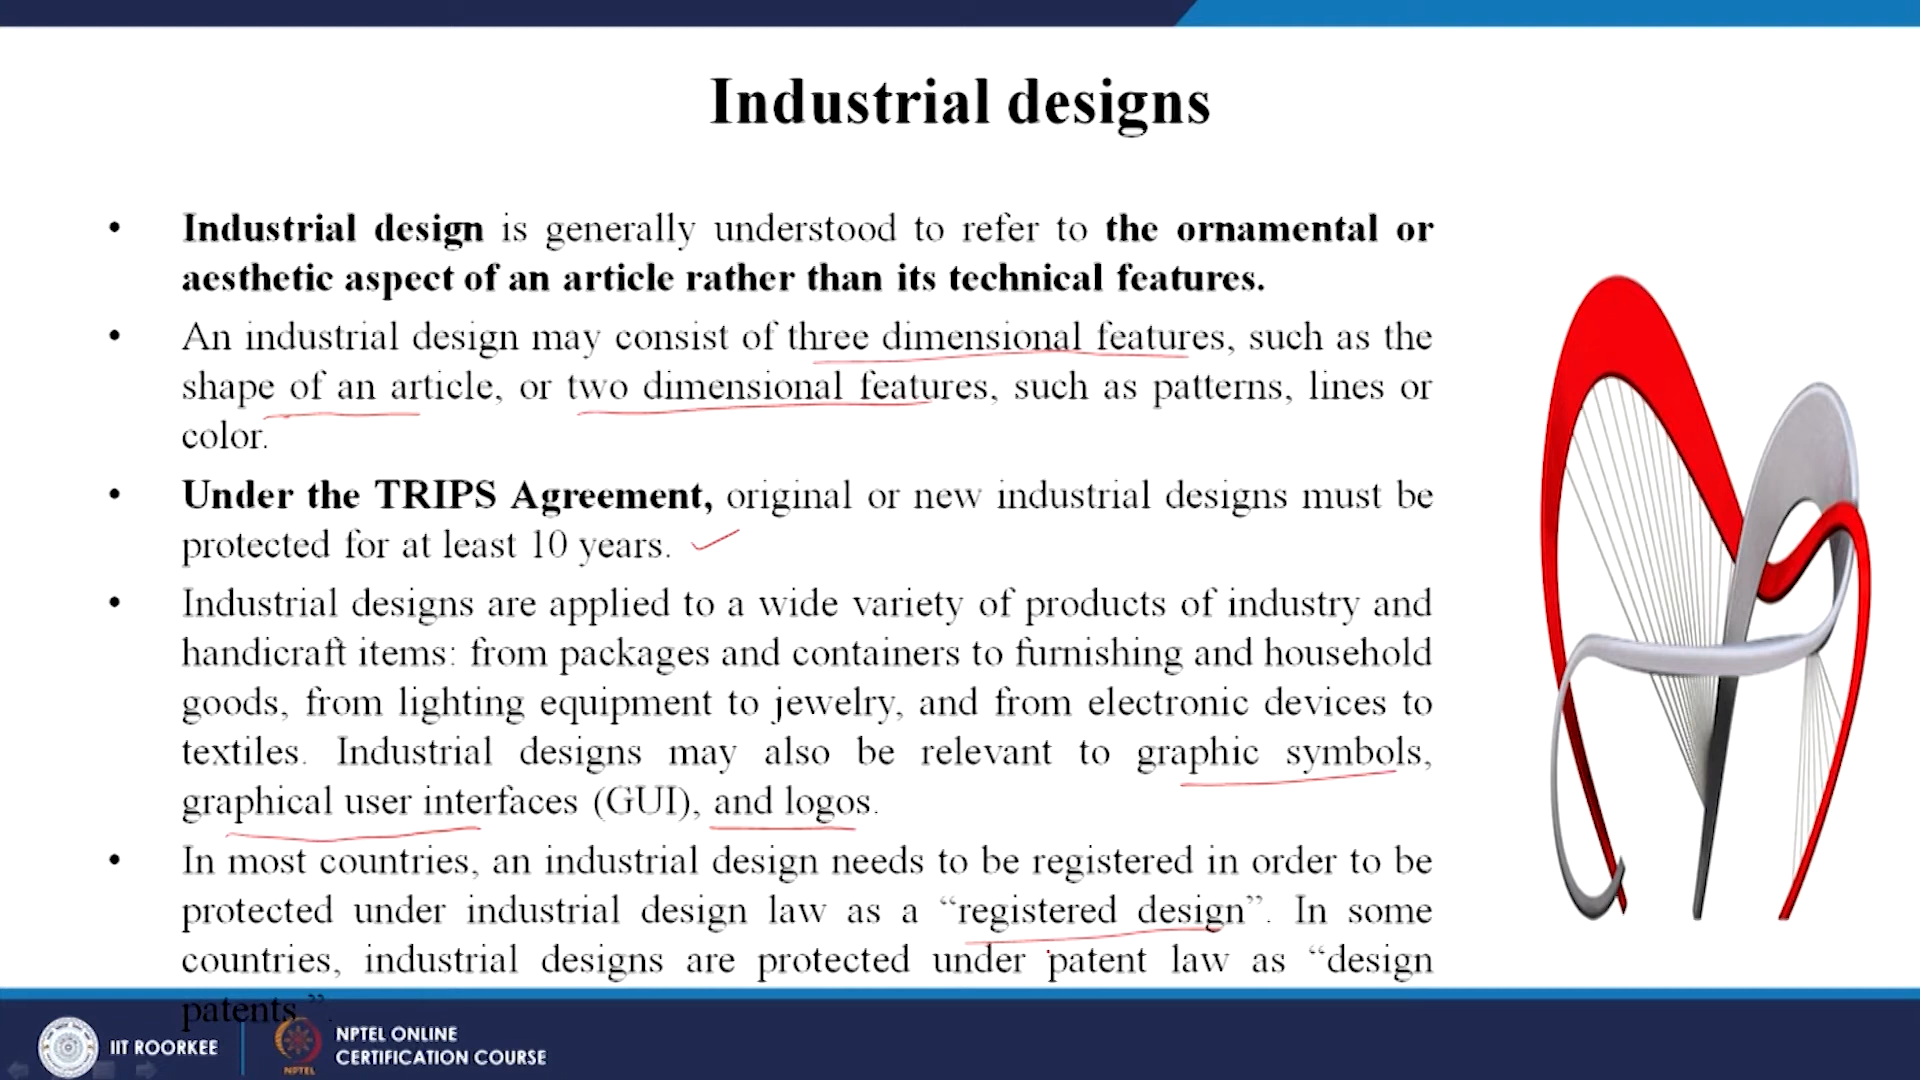 Industrial designs
• Industrial design is generally understood to refer to the ornamental or
aesthetic aspect of an article rather than its technical features.
• An industrial design may consist of three dimensional features, such as the
shape of an article, or two dimensional features, such as patterns, lines or
color.
• Under the TRIPS Agreement, original or new industrial designs must be
protected for at least 10 years.
• Industrial designs are applied to a wide variety of products of industry and
handicraft items: from packages and containers to furnishing and household
goods, from lighting equipment to jewelry, and from electronic devices to
textiles. Industrial designs may also be relevant to graphic symbols,
graphical user interfaces (GUI), and logos.
• In most countries, an industrial design needs to be registered in order to be
protected under industrial design law as a “registered design”. In some
countries, industrial designs are protected under patent law as “design
patents”.
IIT ROORKEE
NPTEL
NPTEL ONLINE
CERTIFICATION COURSE